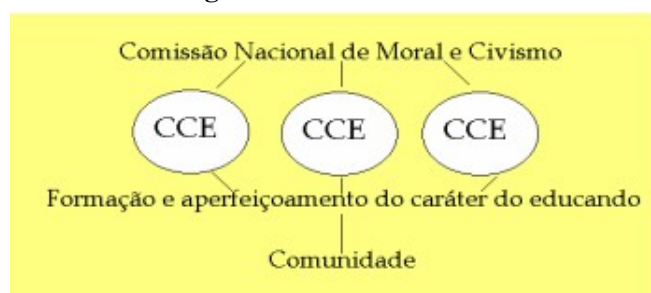 Comissão Nacional de Moral e Civismo
CCE CCE CCE
Formação e aperfeiçoamento do caráter do educando
Comunidade